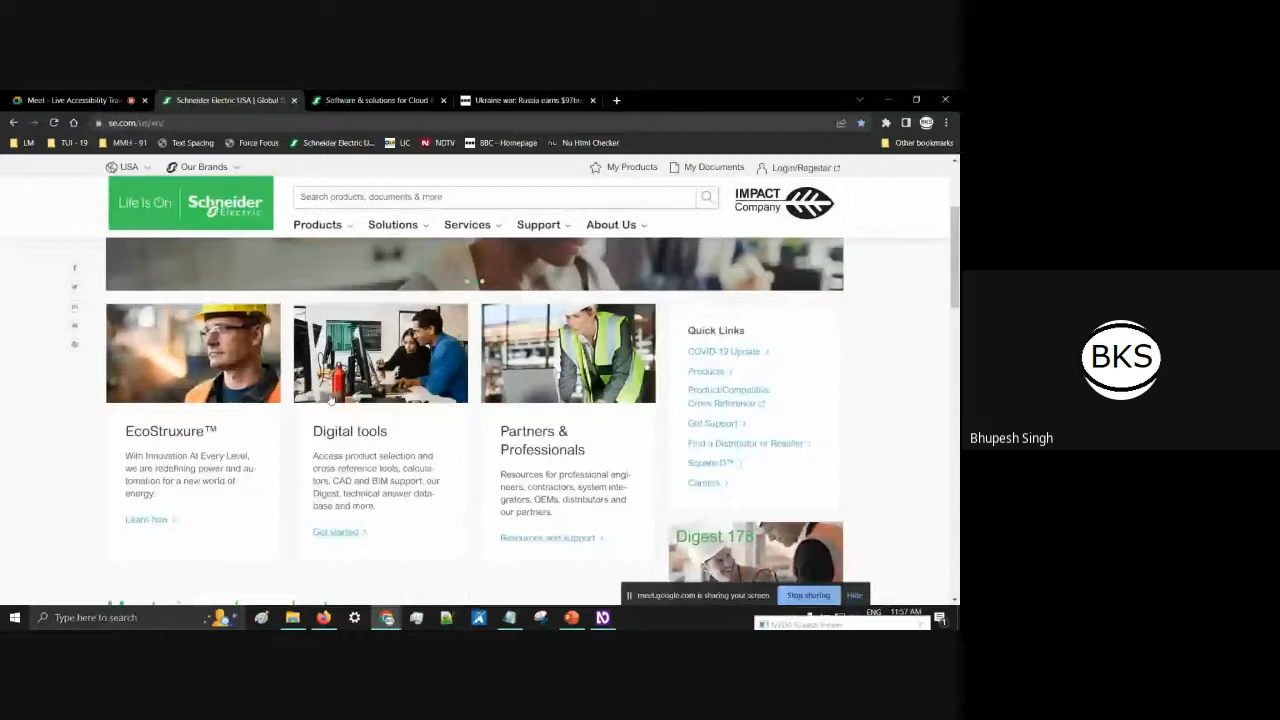 Meet - Live Accessibility Tra
Schneider Electric USA | Global S
Software & solutions for Cloud &
Ukraine war: Russia earns $97bn
se.com/us/en/
LM
TUI - 19
MMH - 91
Text Spacing
Force Focus
Schneider Electric U...
LIC
NDTV
BBC - Homepage
Nu Html Checker
Other bookmarks
USA
Our Brands
My Products
My Documents
Login/Register
Life Is On
Schneider
Electric
Search products, documents & more
IMPACT
Company
Products
Solutions
Services
Support
About Us
EcoStruxure™
With Innovation At Every Level,
we are redefining power and au-
tomation for a new world of
energy.
Learn how
Digital tools
Access product selection and
cross-reference tools, calcula-
tors, CAD and BIM support, our
Digest, technical answer data-
base and more.
Get started
Partners &
Professionals
Resources for professional engi-
neers, contractors, system inte-
grators, OEMs, distributors and
our partners.
Resources and support
Quick Links
COVID-19 Update
Products
Product/Competitive
Cross Reference
Get Support
Find a Distributor or Reseller
Square D™
Careers
Digest 178
meet.google.com is sharing your screen
Stop sharing
Hide
Type here to search
ENG
11:57 AM
NVDA Speech Viewer
BKS
Bhupesh Singh